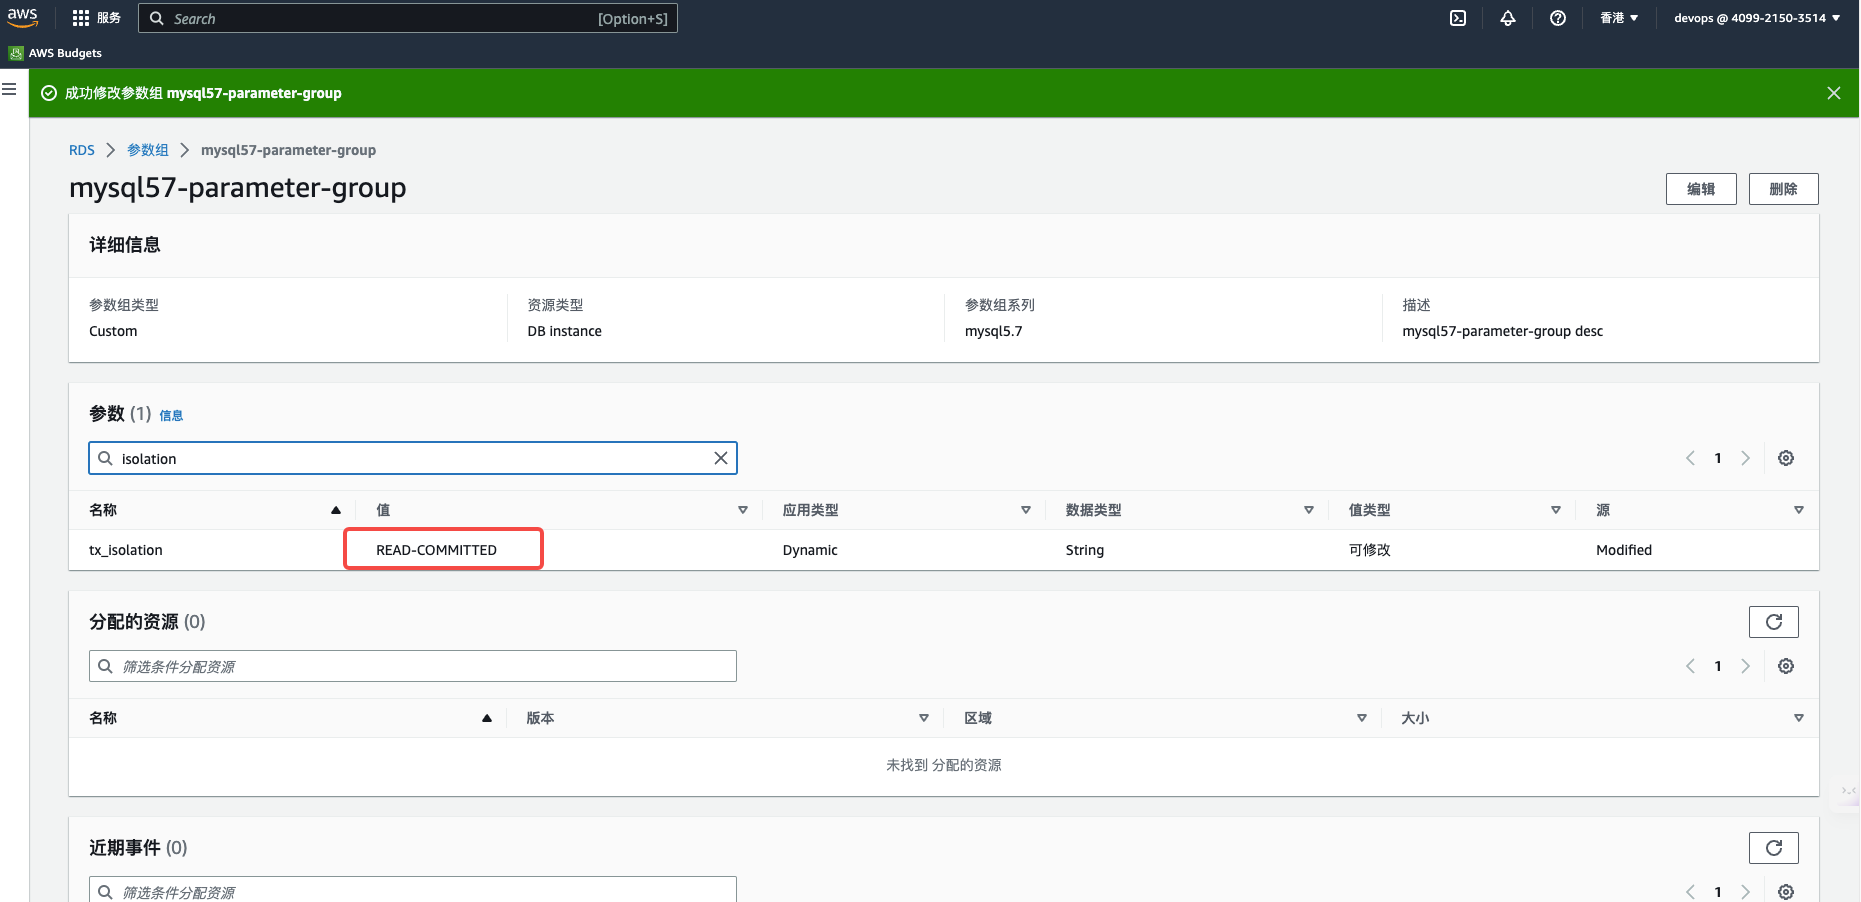 aws 服务 Search [Option+S] 香港 devops @ 4099-2150-3514
AWS Budgets
成功修改参数组 mysql57-parameter-group
RDS 参数组 mysql57-parameter-group
mysql57-parameter-group 编辑 删除
详细信息
参数组类型 资源类型 参数组系列 描述
Custom DB instance mysql5.7 mysql57-parameter-group desc
参数 (1) 信息
isolation 1
名称 值 应用类型 数据类型 值类型 源
tx_isolation READ-COMMITTED Dynamic String 可修改 Modified
分配的资源 (0)
筛选条件分配资源 1
名称 版本 区域 大小
未找到 分配的资源
近期事件 (0)
筛选条件分配资源 1